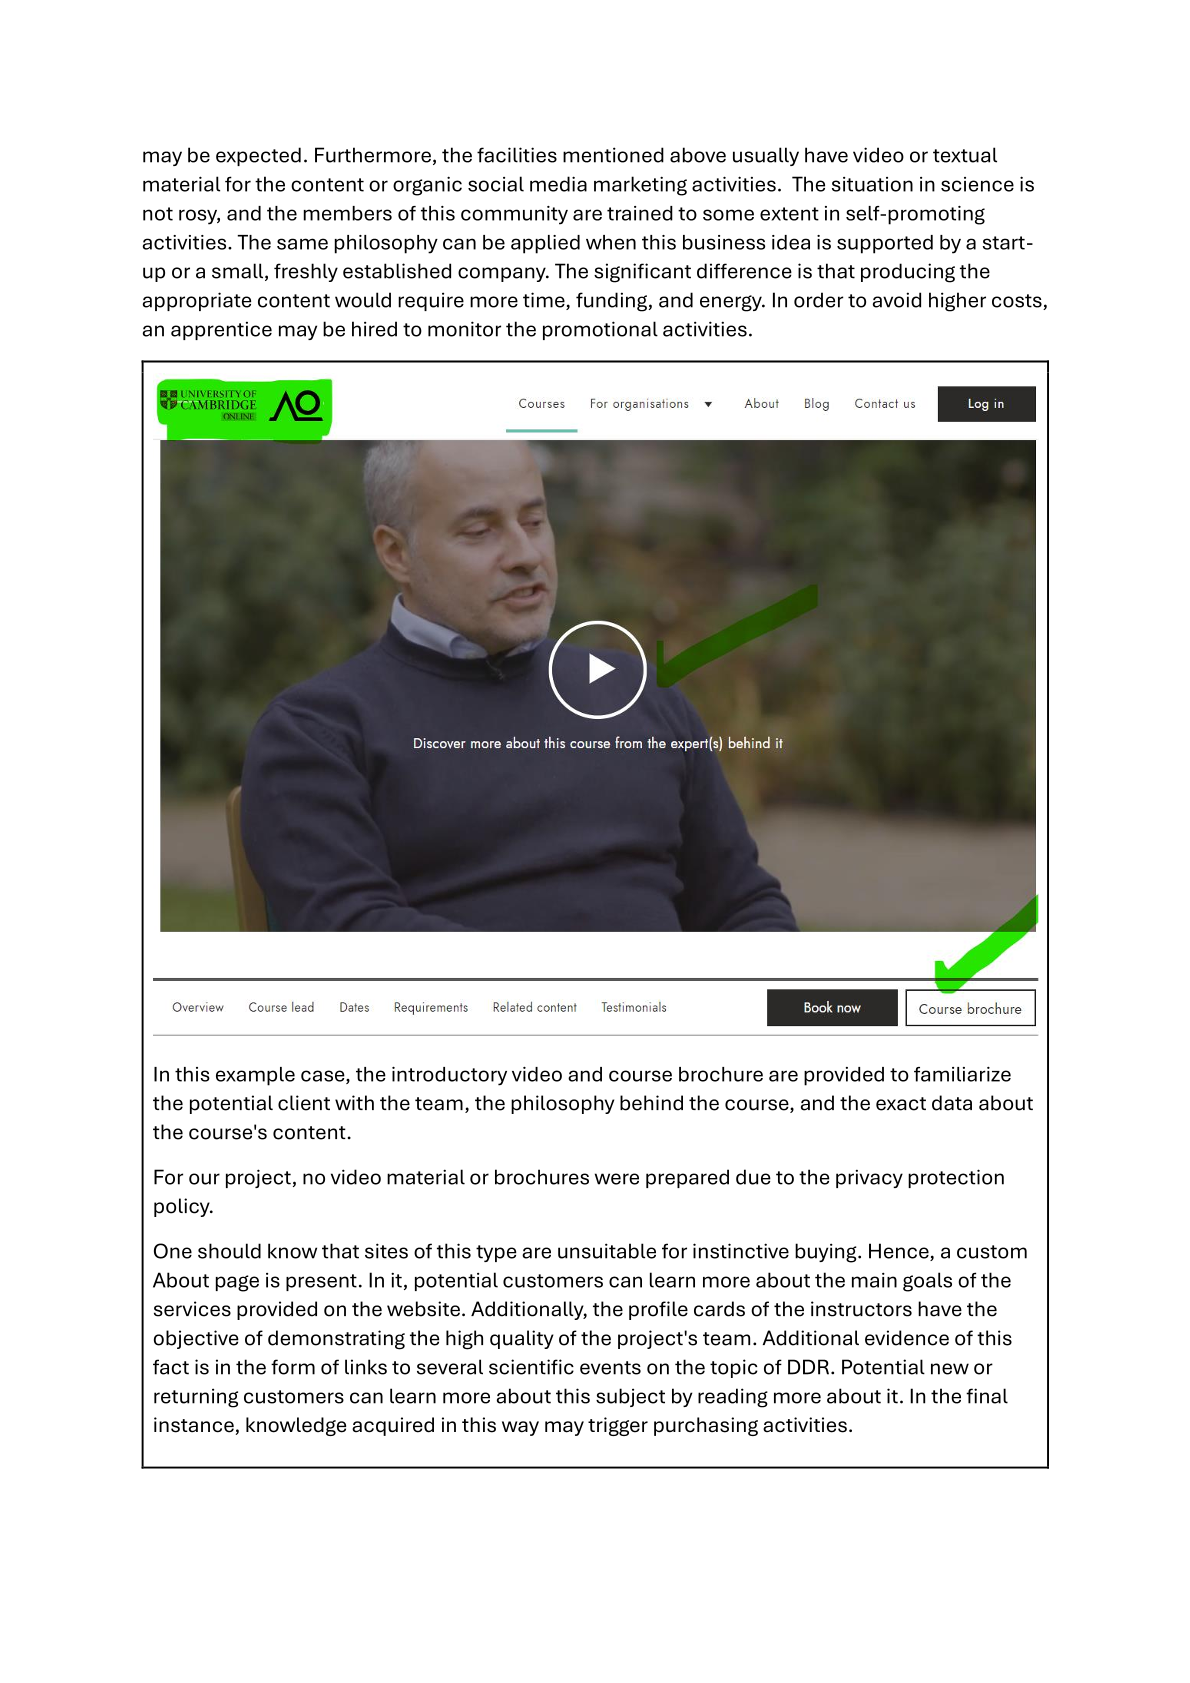 may be expected. Furthermore, the facilities mentioned above usually have video or textual
material for the content or organic social media marketing activities.  The situation in science is
not rosy, and the members of this community are trained to some extent in self-promoting
activities. The same philosophy can be applied when this business idea is supported by a start-
up or a small, freshly established company. The significant difference is that producing the
appropriate content would require more time, funding, and energy. In order to avoid higher costs,
an apprentice may be hired to monitor the promotional activities.
UNIVERSITY OF
CAMBRIDGE
ONLINE
Courses For organisations ▼ About Blog Contact us Log in
Discover more about this course from the expert(s) behind it
Overview Course lead Dates Requirements Related content Testimonials Book now Course brochure
In this example case, the introductory video and course brochure are provided to familiarize
the potential client with the team, the philosophy behind the course, and the exact data about
the course's content.
For our project, no video material or brochures were prepared due to the privacy protection
policy.
One should know that sites of this type are unsuitable for instinctive buying. Hence, a custom
About page is present. In it, potential customers can learn more about the main goals of the
services provided on the website. Additionally, the profile cards of the instructors have the
objective of demonstrating the high quality of the project's team. Additional evidence of this
fact is in the form of links to several scientific events on the topic of DDR. Potential new or
returning customers can learn more about this subject by reading more about it. In the final
instance, knowledge acquired in this way may trigger purchasing activities.